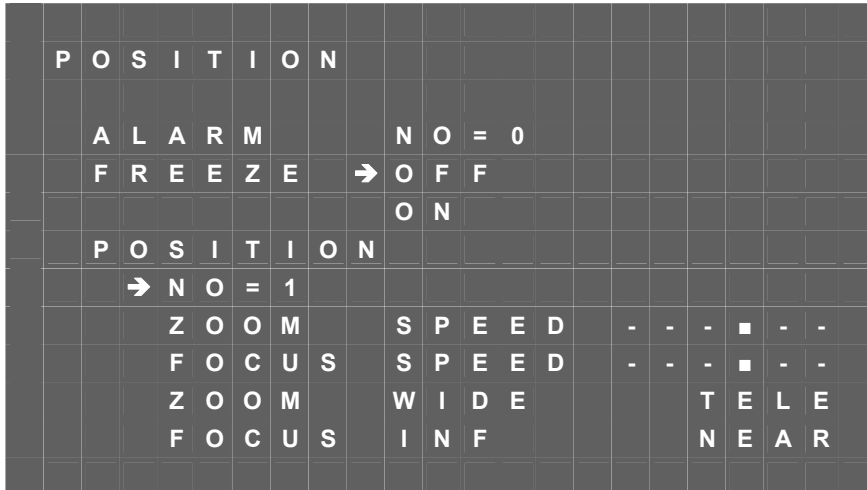 POSITION
ALARM NO=0
FREEZE ➔OFF
ON
POSITION
➔NO=1
ZOOM SPEED ---■--
FOCUS SPEED ---■--
ZOOM WIDE TELE
FOCUS INF NEAR